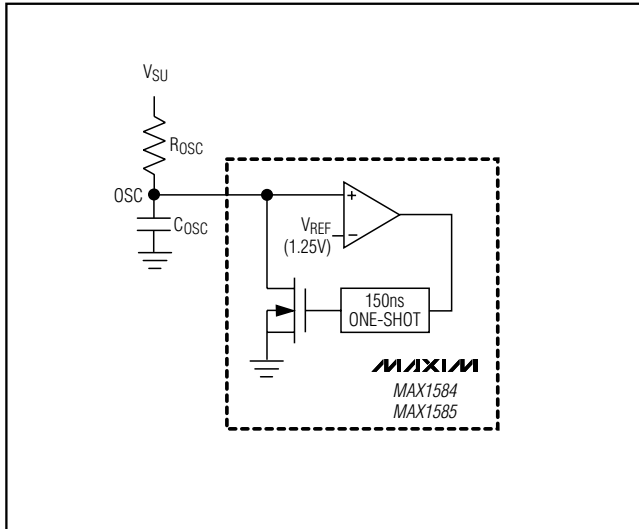 VSU
ROSC
OSC
COSC
VREF
(1.25V)
+
−
150ns
ONE-SHOT
MAXIM
MAX1584
MAX1585